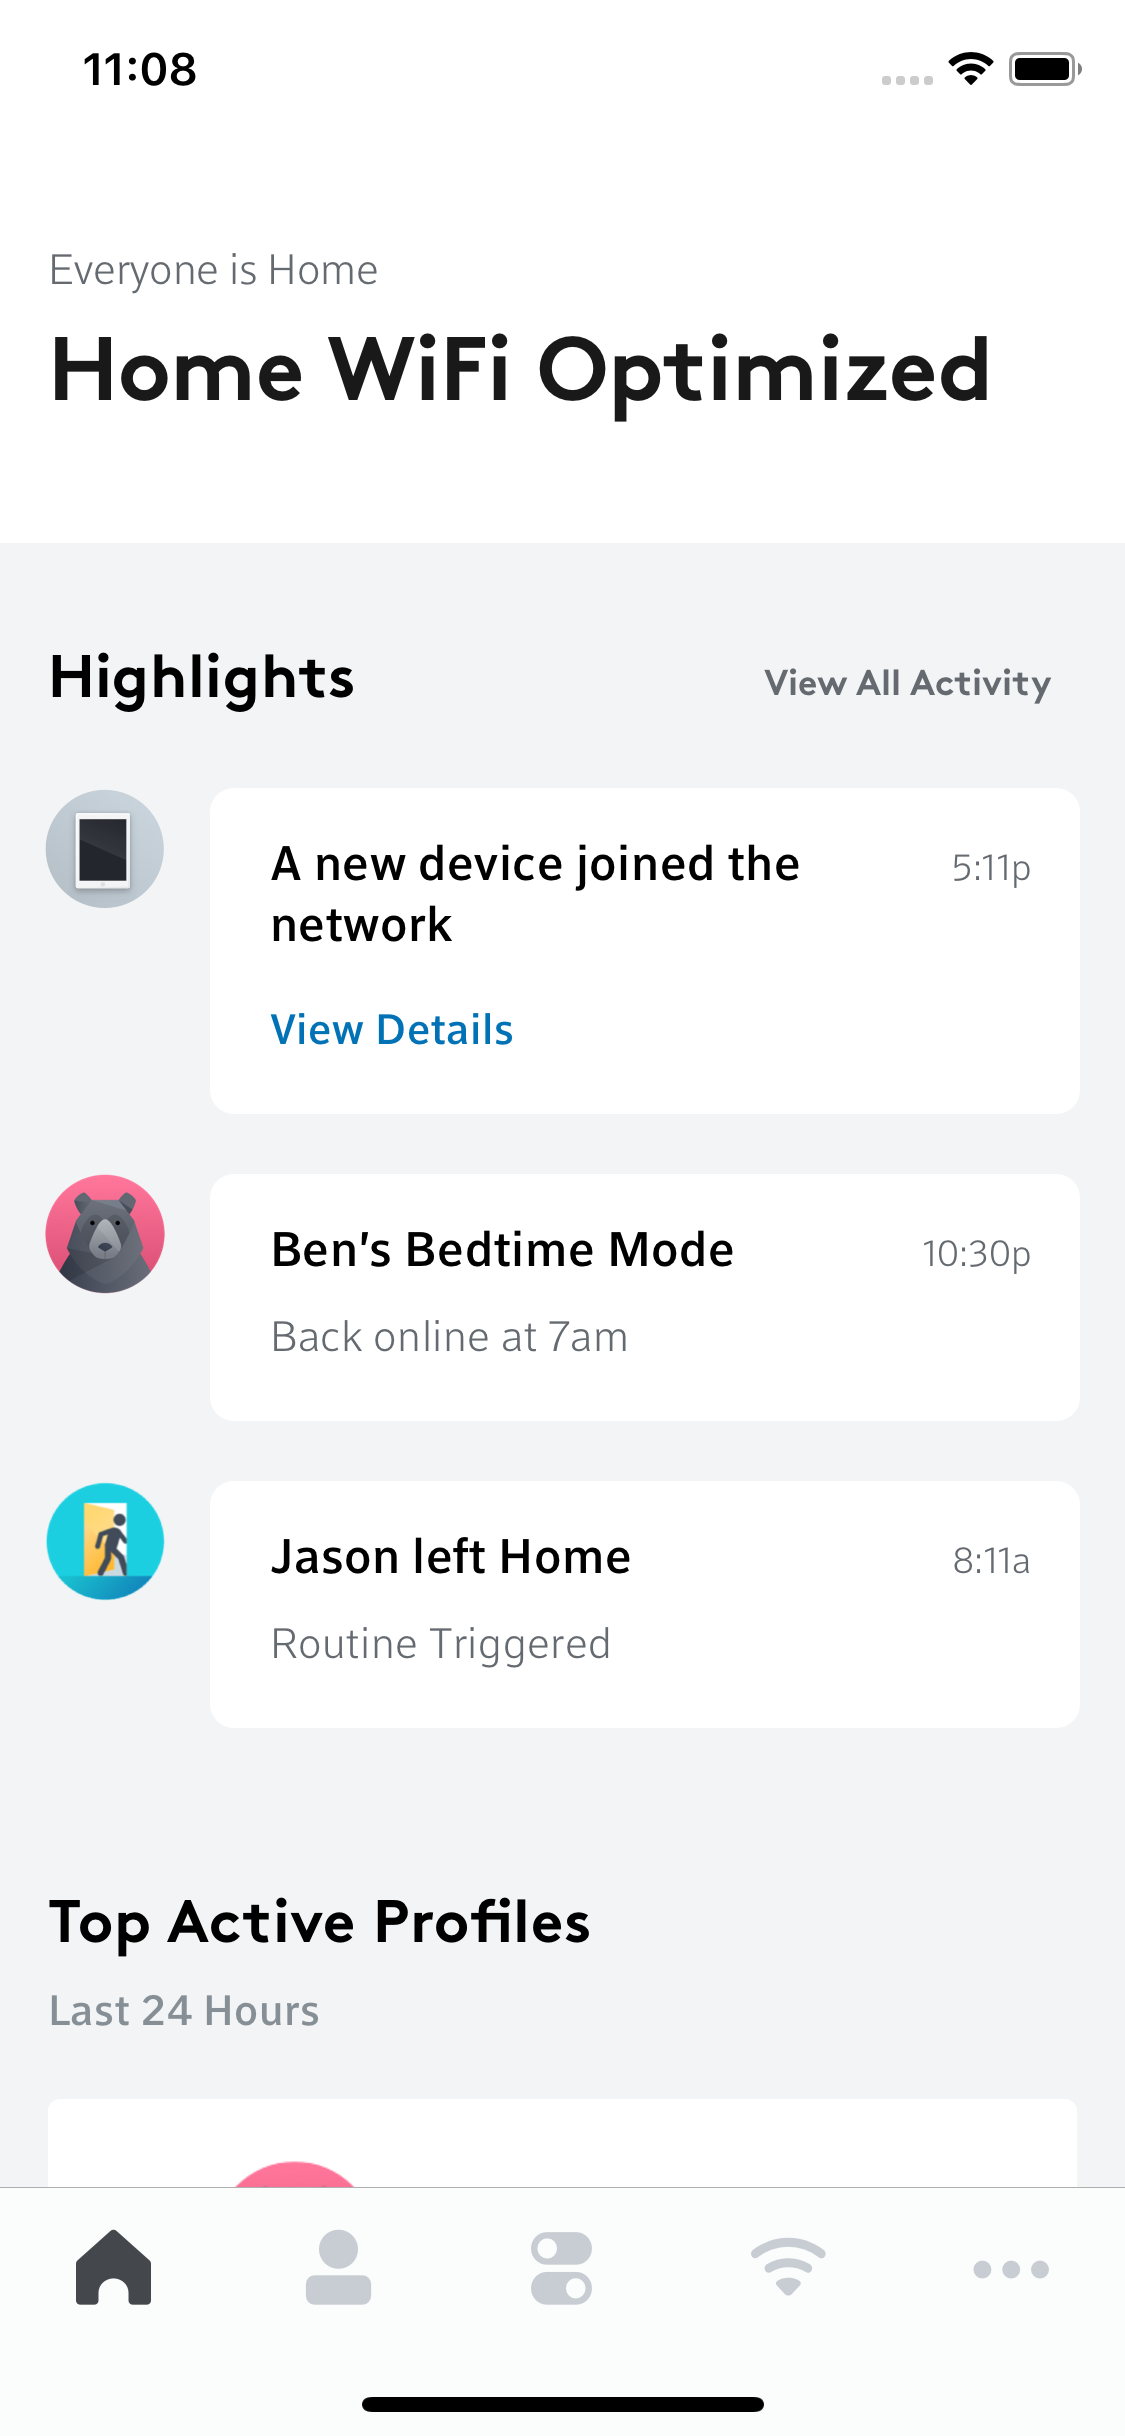 11:08
Everyone is Home
Home WiFi Optimized
Highlights
View All Activity
A new device joined the
network
5:11p
View Details
Ben’s Bedtime Mode
10:30p
Back online at 7am
Jason left Home
8:11a
Routine Triggered
Top Active Profiles
Last 24 Hours